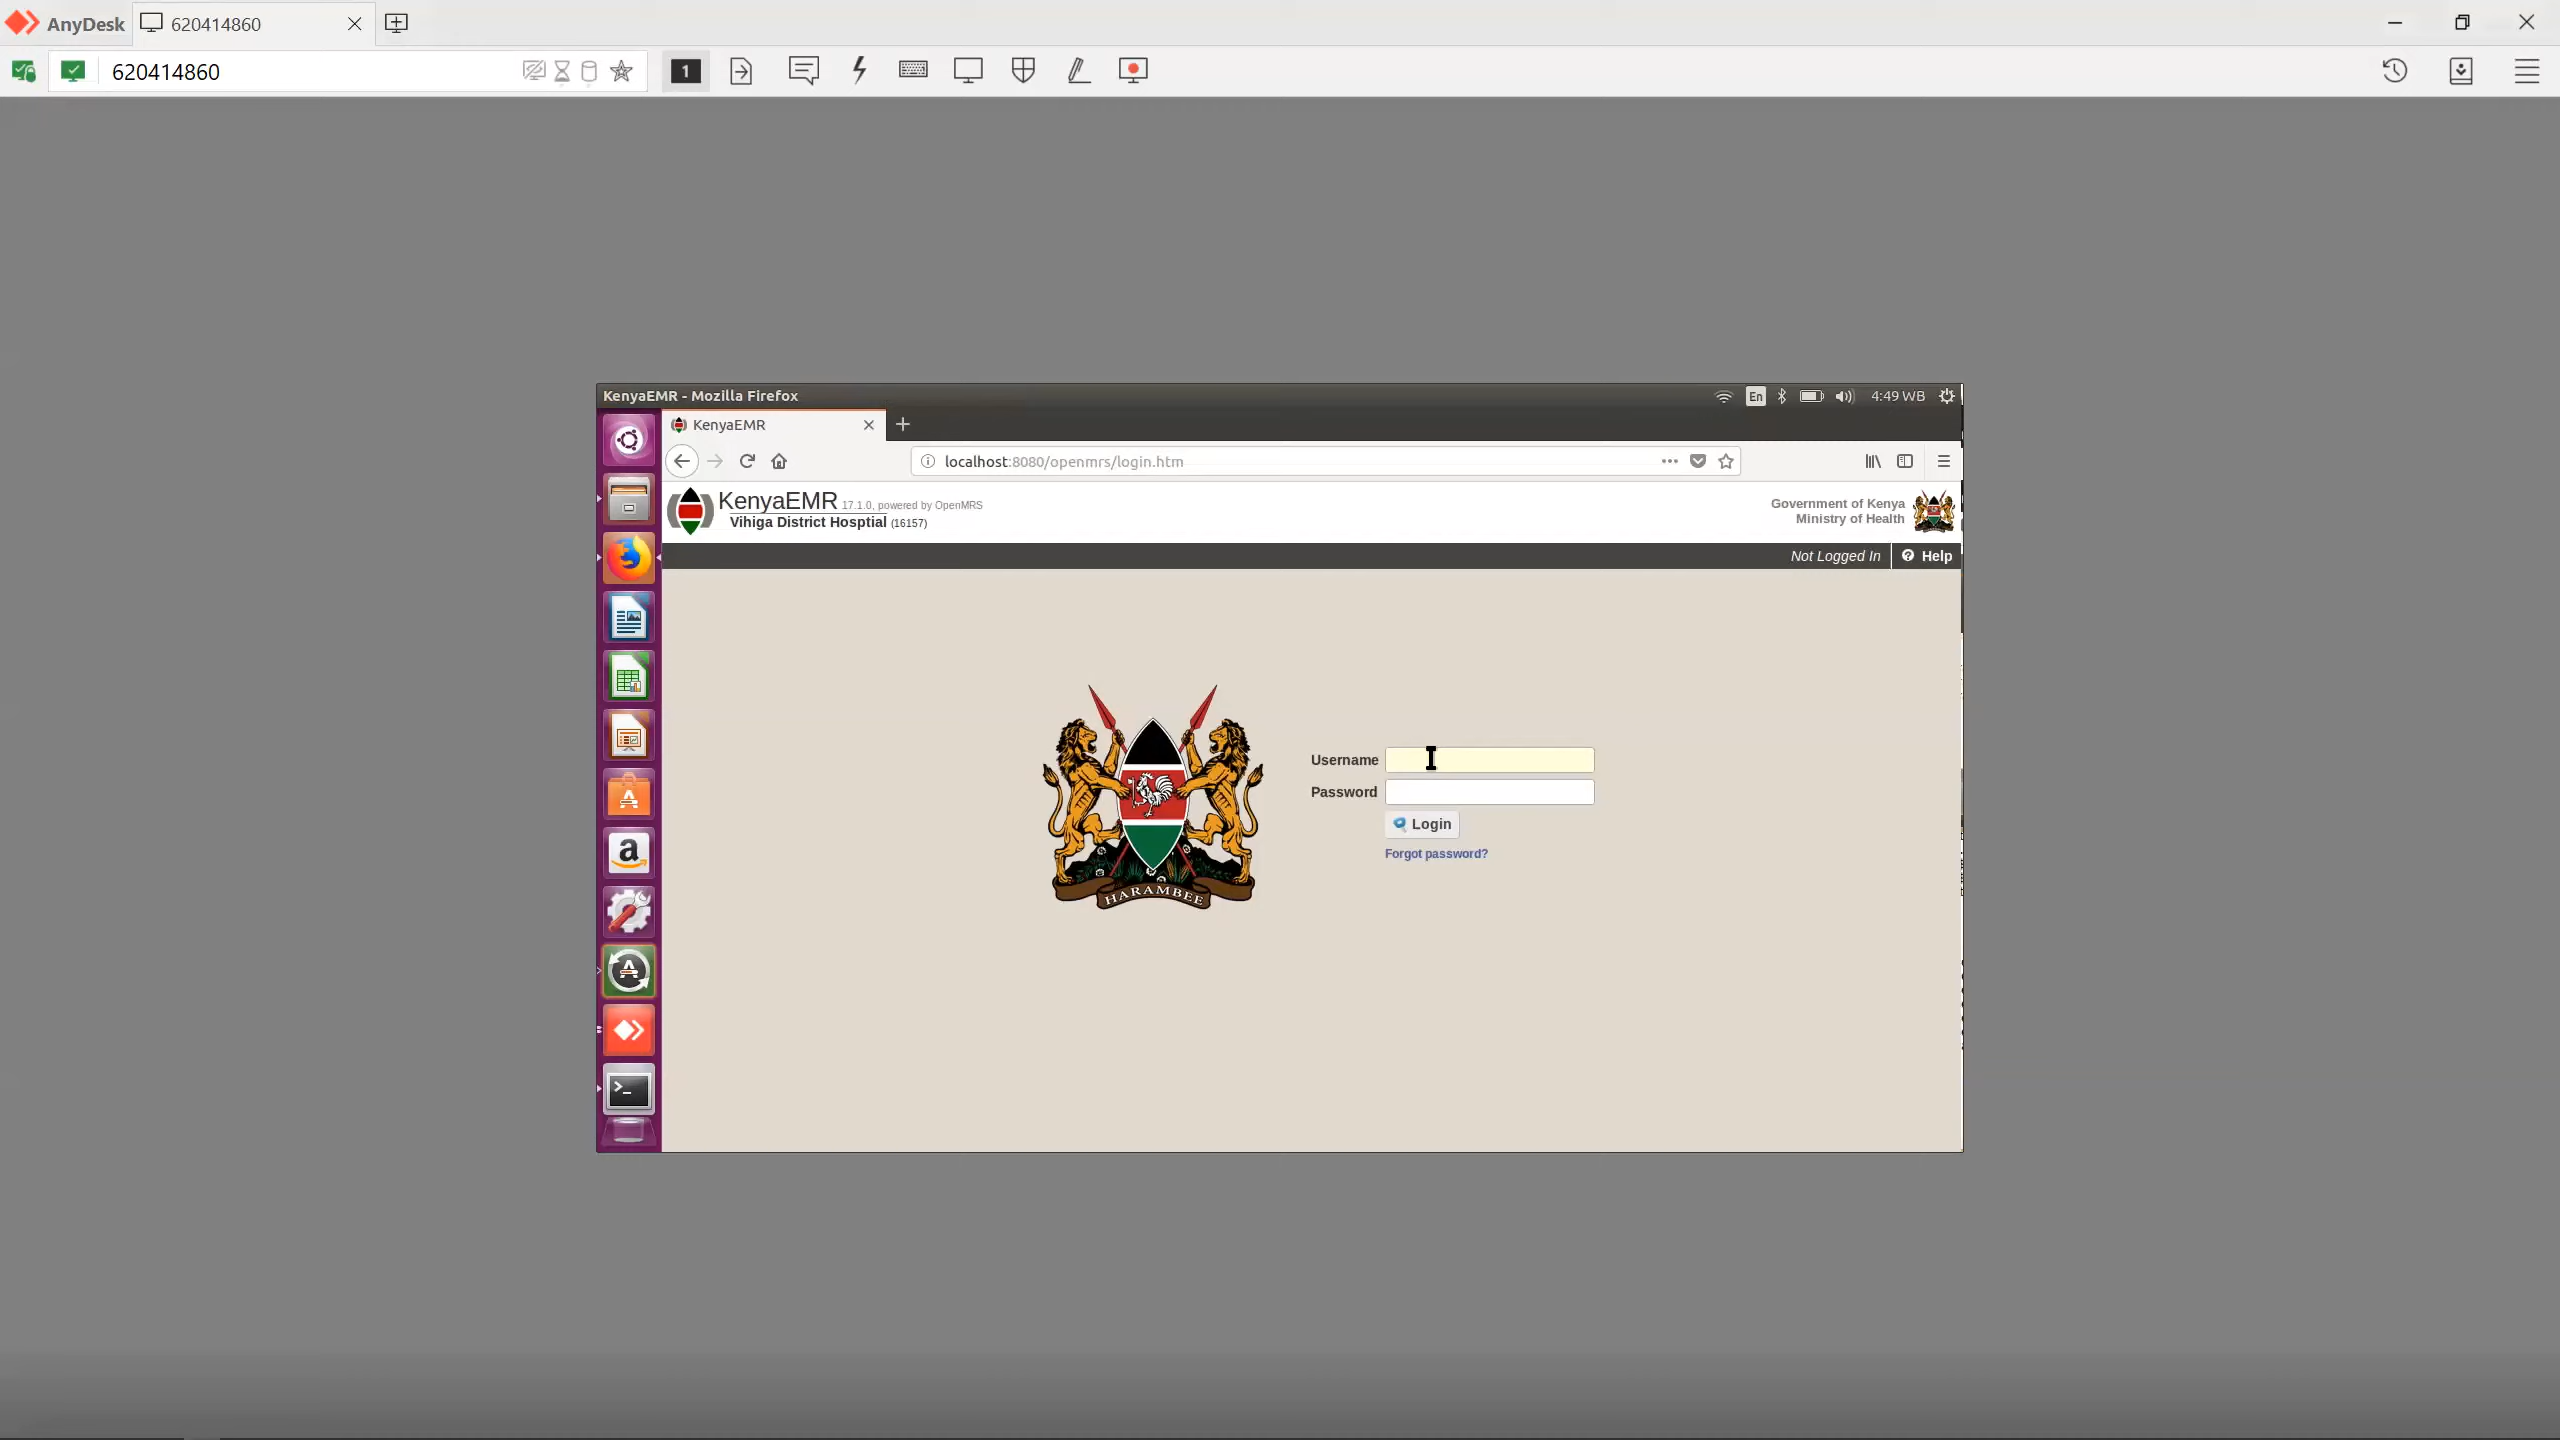 AnyDesk 620414860
620414860 1
KenyaEMR - Mozilla Firefox En 4:49 WB
KenyaEMR
localhost:8080/openmrs/login.htm
KenyaEMR 17.1.0, powered by OpenMRS
Vihiga District Hosptial (16157)
Government of Kenya
Ministry of Health
Not Logged In Help
Username
Password
Login
Forgot password?
HARAMBEE